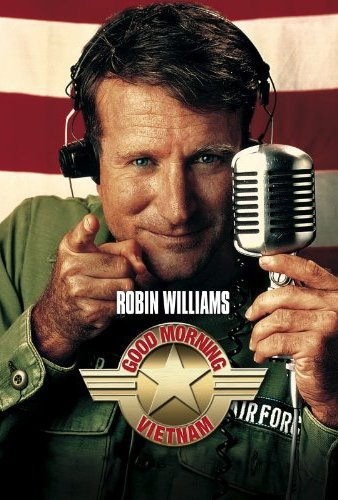 ROBIN WILLIAMS
GOOD MORNING
VIETNAM
AIR FORC